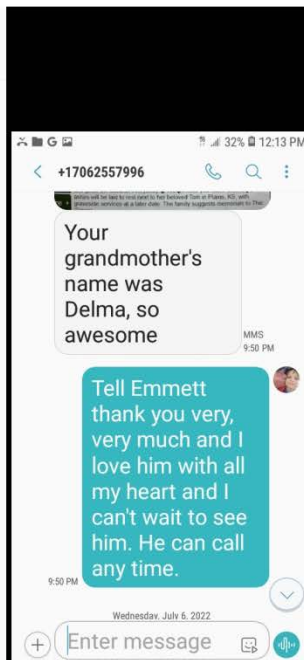 32% 12:13 PM
+17062557996
Your
grandmother's
name was
Delma, so
awesome
MMS
9:50 PM
Tell Emmett
thank you very,
very much and I
love him with all
my heart and I
can't wait to see
him. He can call
any time.
9:50 PM
Wednesday, July 6, 2022
Enter message